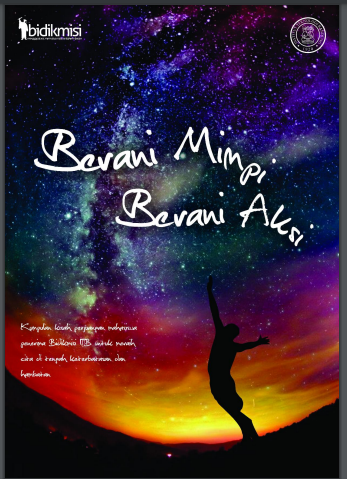 bidikmisi
Berani Mimpi
Berani Aksi
Kumpulan kisah perjuangan mahasiswa
penerima Bidikmisi ITB untuk meraih
cita di tengah keterbatasan dan
hambatan